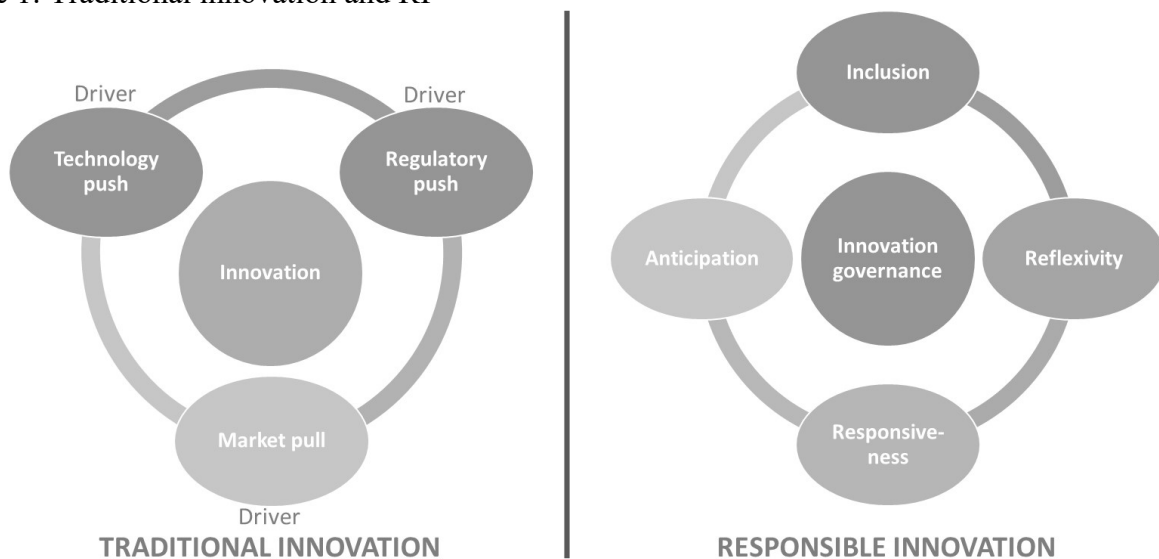 1. Traditional innovation and RI
Driver
Driver
Technology
push
Regulatory
push
Innovation
Market pull
Driver
TRADITIONAL INNOVATION
Inclusion
Anticipation
Innovation
governance
Reflexivity
Responsive-
ness
RESPONSIBLE INNOVATION